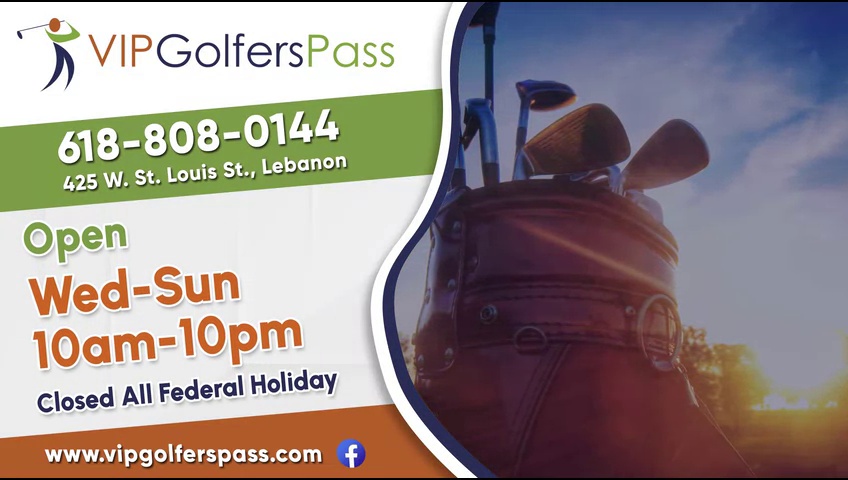 VIPGolfersPass
618-808-0144
425 W. St. Louis St., Lebanon
Open
Wed-Sun
10am-10pm
Closed All Federal Holiday
www.vipgolferspass.com